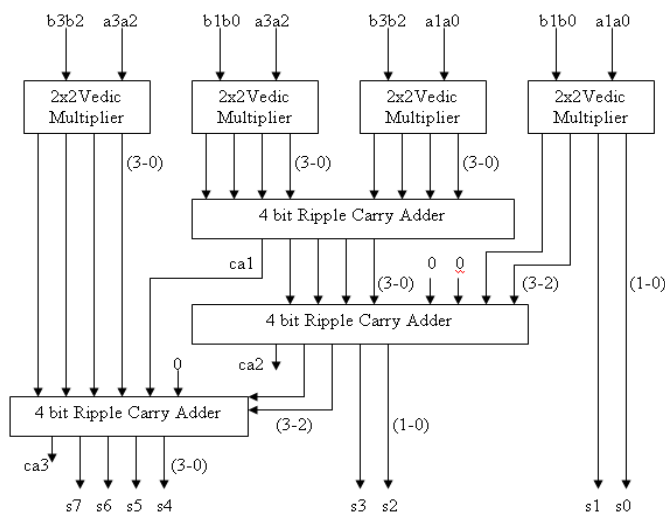 b3b2 a3a2 b1b0 a3a2 b3b2 a1a0 b1b0 a1a0
2x2Vedic Multiplier
2x2Vedic Multiplier
2x2Vedic Multiplier
2x2Vedic Multiplier
(3-0) (3-0) (3-0)
4 bit Ripple Carry Adder
ca1 (3-0) 0 0 (3-2) (1-0)
4 bit Ripple Carry Adder
ca2
0
4 bit Ripple Carry Adder
(3-2) (1-0)
ca3 (3-0)
s7 s6 s5 s4 s3 s2 s1 s0